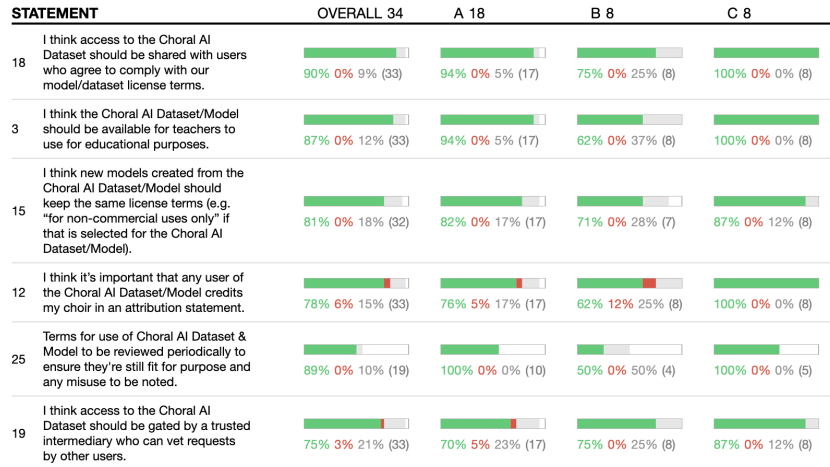 STATEMENT OVERALL 34 A 18 B 8 C 8
18
I think access to the Choral AI
Dataset should be shared with users
who agree to comply with our
model/dataset license terms.
90% 0% 9% (33) 94% 0% 5% (17) 75% 0% 25% (8) 100% 0% 0% (8)
3
I think the Choral AI Dataset/Model
should be available for teachers to
use for educational purposes.
87% 0% 12% (33) 94% 0% 5% (17) 62% 0% 37% (8) 100% 0% 0% (8)
15
I think new models created from the
Choral AI Dataset/Model should
keep the same license terms (e.g.
“for non-commercial uses only” if
that is selected for the Choral AI
Dataset/Model).
81% 0% 18% (32) 82% 0% 17% (17) 71% 0% 28% (7) 87% 0% 12% (8)
12
I think it’s important that any user of
the Choral AI Dataset/Model credits
my choir in an attribution statement.
78% 6% 15% (33) 76% 5% 17% (17) 62% 12% 25% (8) 100% 0% 0% (8)
25
Terms for use of Choral AI Dataset &
Model to be reviewed periodically to
ensure they're still fit for purpose and
any misuse to be noted.
89% 0% 10% (19) 100% 0% 0% (10) 50% 0% 50% (4) 100% 0% 0% (5)
19
I think access to the Choral AI
Dataset should be gated by a trusted
intermediary who can vet requests
by other users.
75% 3% 21% (33) 70% 5% 23% (17) 75% 0% 25% (8) 87% 0% 12% (8)